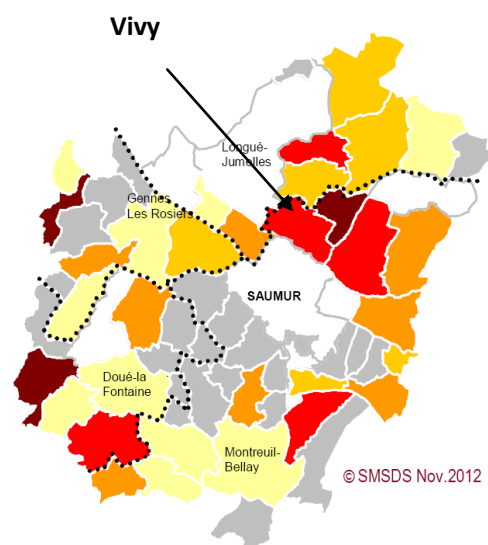 Vivy
Longué-
Jumelles
Gennes
Les Rosiers
SAUMUR
Doué-la
Fontaine
Montreuil-
Bellay
© SMSDS Nov.2012